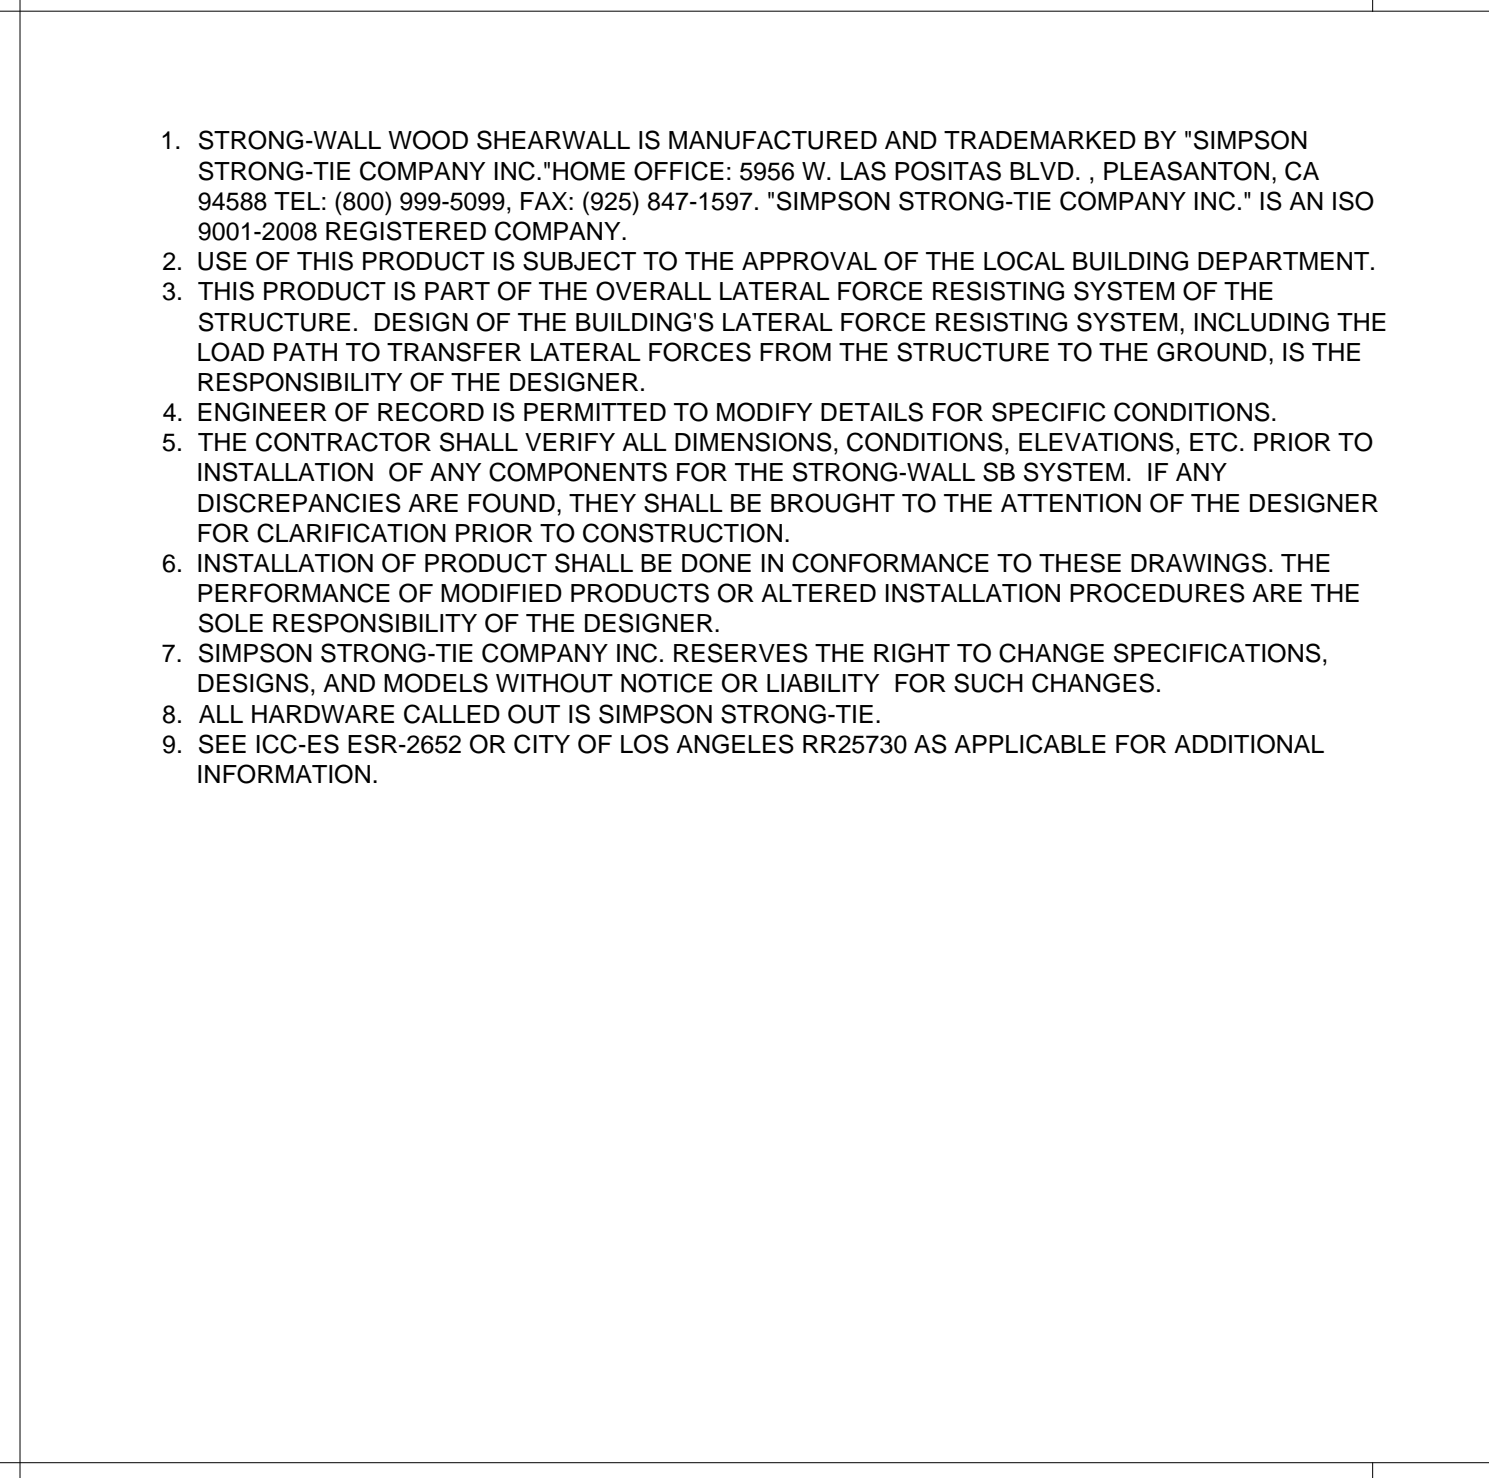 1. STRONG-WALL WOOD SHEARWALL IS MANUFACTURED AND TRADEMARKED BY "SIMPSON
STRONG-TIE COMPANY INC."HOME OFFICE: 5956 W. LAS POSITAS BLVD. , PLEASANTON, CA
94588 TEL: (800) 999-5099, FAX: (925) 847-1597. "SIMPSON STRONG-TIE COMPANY INC." IS AN ISO
9001-2008 REGISTERED COMPANY.
2. USE OF THIS PRODUCT IS SUBJECT TO THE APPROVAL OF THE LOCAL BUILDING DEPARTMENT.
3. THIS PRODUCT IS PART OF THE OVERALL LATERAL FORCE RESISTING SYSTEM OF THE
STRUCTURE.  DESIGN OF THE BUILDING'S LATERAL FORCE RESISTING SYSTEM, INCLUDING THE
LOAD PATH TO TRANSFER LATERAL FORCES FROM THE STRUCTURE TO THE GROUND, IS THE
RESPONSIBILITY OF THE DESIGNER.
4. ENGINEER OF RECORD IS PERMITTED TO MODIFY DETAILS FOR SPECIFIC CONDITIONS.
5. THE CONTRACTOR SHALL VERIFY ALL DIMENSIONS, CONDITIONS, ELEVATIONS, ETC. PRIOR TO
INSTALLATION  OF ANY COMPONENTS FOR THE STRONG-WALL SB SYSTEM.  IF ANY
DISCREPANCIES ARE FOUND, THEY SHALL BE BROUGHT TO THE ATTENTION OF THE DESIGNER
FOR CLARIFICATION PRIOR TO CONSTRUCTION.
6. INSTALLATION OF PRODUCT SHALL BE DONE IN CONFORMANCE TO THESE DRAWINGS. THE
PERFORMANCE OF MODIFIED PRODUCTS OR ALTERED INSTALLATION PROCEDURES ARE THE
SOLE RESPONSIBILITY OF THE DESIGNER.
7. SIMPSON STRONG-TIE COMPANY INC. RESERVES THE RIGHT TO CHANGE SPECIFICATIONS,
DESIGNS, AND MODELS WITHOUT NOTICE OR LIABILITY  FOR SUCH CHANGES.
8. ALL HARDWARE CALLED OUT IS SIMPSON STRONG-TIE.
9. SEE ICC-ES ESR-2652 OR CITY OF LOS ANGELES RR25730 AS APPLICABLE FOR ADDITIONAL
INFORMATION.